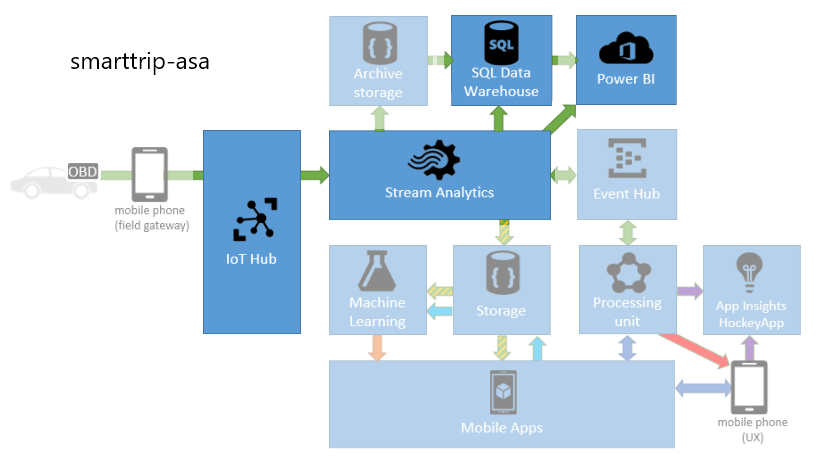 smarttrip-asa
Archive
storage
SQL
SQL Data
Warehouse
Power BI
OBD
mobile phone
(field gateway)
IoT Hub
Stream Analytics
Event Hub
Machine
Learning
Storage
Processing
unit
App Insights
HockeyApp
Mobile Apps
mobile phone
(UX)